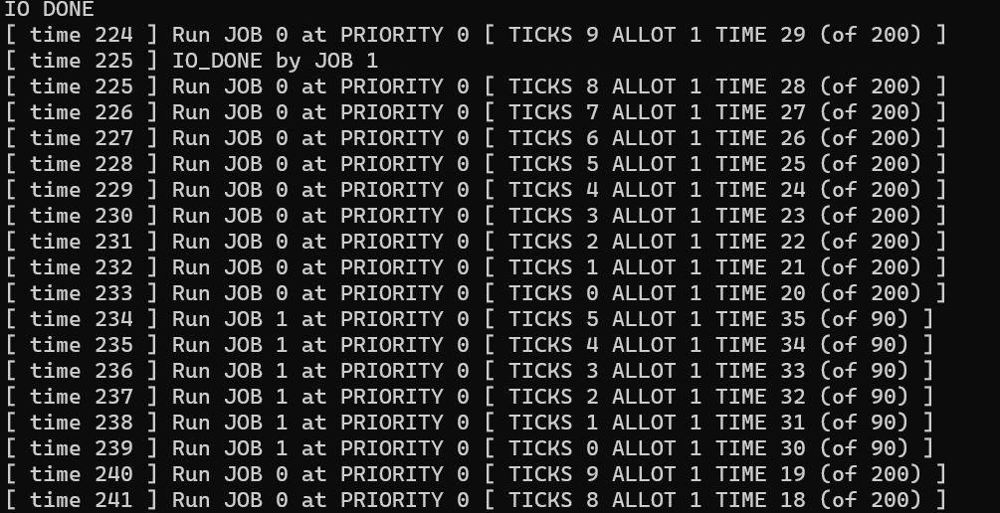 IO DONE
[ time 224 ] Run JOB 0 at PRIORITY 0 [ TICKS 9 ALLOT 1 TIME 29 (of 200) ]
[ time 225 ] IO_DONE by JOB 1
[ time 225 ] Run JOB 0 at PRIORITY 0 [ TICKS 8 ALLOT 1 TIME 28 (of 200) ]
[ time 226 ] Run JOB 0 at PRIORITY 0 [ TICKS 7 ALLOT 1 TIME 27 (of 200) ]
[ time 227 ] Run JOB 0 at PRIORITY 0 [ TICKS 6 ALLOT 1 TIME 26 (of 200) ]
[ time 228 ] Run JOB 0 at PRIORITY 0 [ TICKS 5 ALLOT 1 TIME 25 (of 200) ]
[ time 229 ] Run JOB 0 at PRIORITY 0 [ TICKS 4 ALLOT 1 TIME 24 (of 200) ]
[ time 230 ] Run JOB 0 at PRIORITY 0 [ TICKS 3 ALLOT 1 TIME 23 (of 200) ]
[ time 231 ] Run JOB 0 at PRIORITY 0 [ TICKS 2 ALLOT 1 TIME 22 (of 200) ]
[ time 232 ] Run JOB 0 at PRIORITY 0 [ TICKS 1 ALLOT 1 TIME 21 (of 200) ]
[ time 233 ] Run JOB 0 at PRIORITY 0 [ TICKS 0 ALLOT 1 TIME 20 (of 200) ]
[ time 234 ] Run JOB 1 at PRIORITY 0 [ TICKS 5 ALLOT 1 TIME 35 (of 90) ]
[ time 235 ] Run JOB 1 at PRIORITY 0 [ TICKS 4 ALLOT 1 TIME 34 (of 90) ]
[ time 236 ] Run JOB 1 at PRIORITY 0 [ TICKS 3 ALLOT 1 TIME 33 (of 90) ]
[ time 237 ] Run JOB 1 at PRIORITY 0 [ TICKS 2 ALLOT 1 TIME 32 (of 90) ]
[ time 238 ] Run JOB 1 at PRIORITY 0 [ TICKS 1 ALLOT 1 TIME 31 (of 90) ]
[ time 239 ] Run JOB 1 at PRIORITY 0 [ TICKS 0 ALLOT 1 TIME 30 (of 90) ]
[ time 240 ] Run JOB 0 at PRIORITY 0 [ TICKS 9 ALLOT 1 TIME 19 (of 200) ]
[ time 241 ] Run JOB 0 at PRIORITY 0 [ TICKS 8 ALLOT 1 TIME 18 (of 200) ]